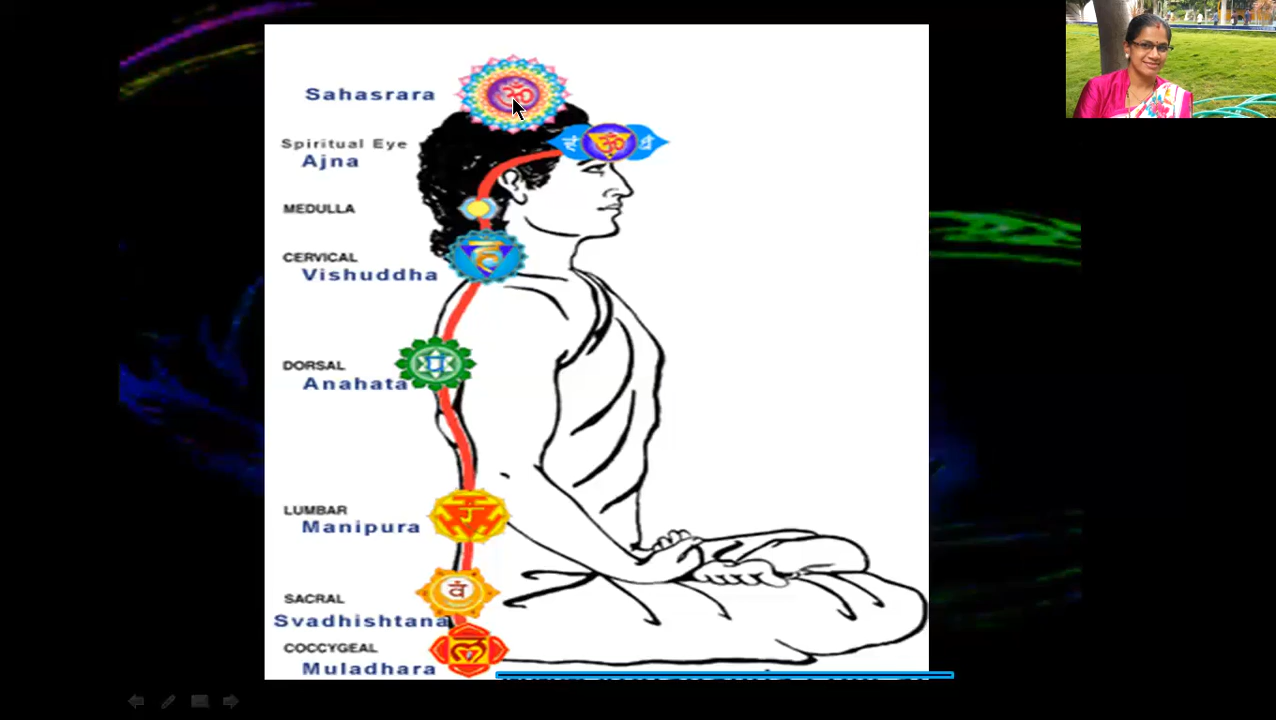 Sahasrara
Spiritual Eye
Ajna
MEDULLA
CERVICAL
Vishuddha
DORSAL
Anahata
LUMBAR
Manipura
SACRAL
Svadhishtana
COCCYGEAL
Muladhara
ॐ
ॐ
वं